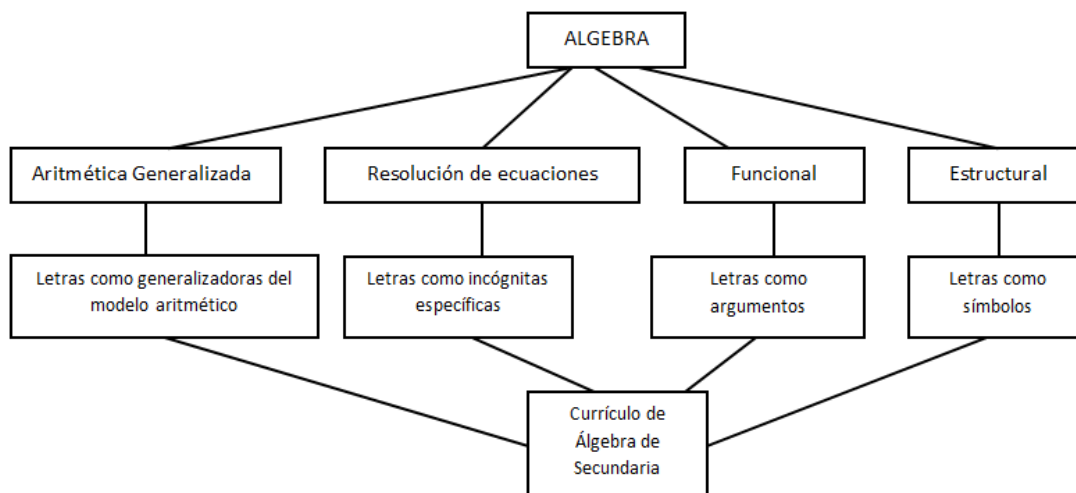 ALGEBRA
Aritmética Generalizada
Resolución de ecuaciones
Funcional
Estructural
Letras como generalizadoras del
modelo aritmético
Letras como incógnitas
específicas
Letras como
argumentos
Letras como
símbolos
Currículo de
Álgebra de
Secundaria